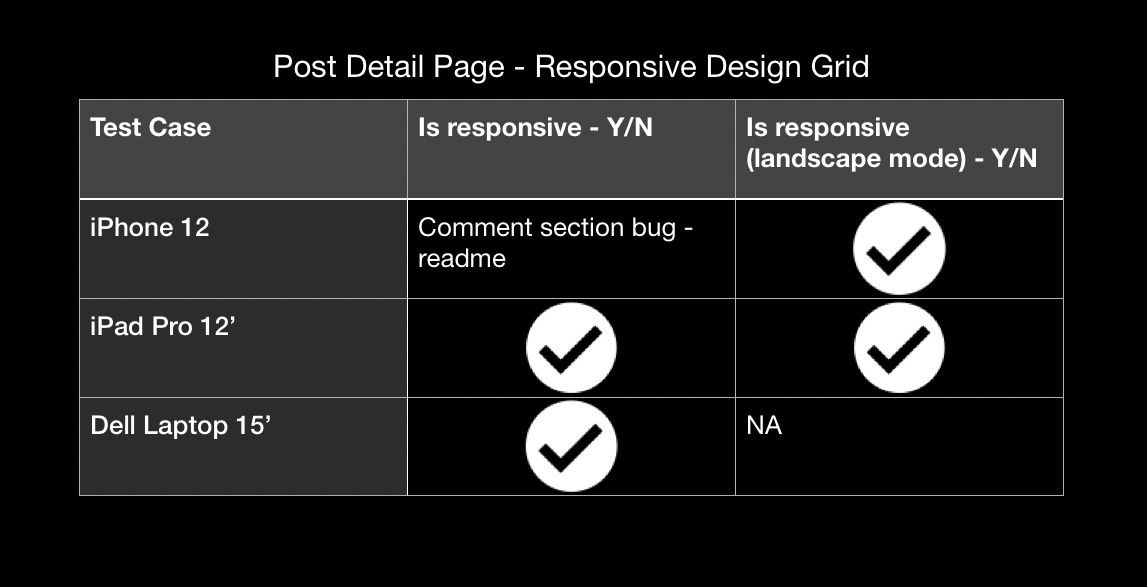 Post Detail Page - Responsive Design Grid
Test Case
Is responsive - Y/N
Is responsive
(landscape mode) - Y/N
iPhone 12
Comment section bug -
readme
iPad Pro 12’
Dell Laptop 15’
NA